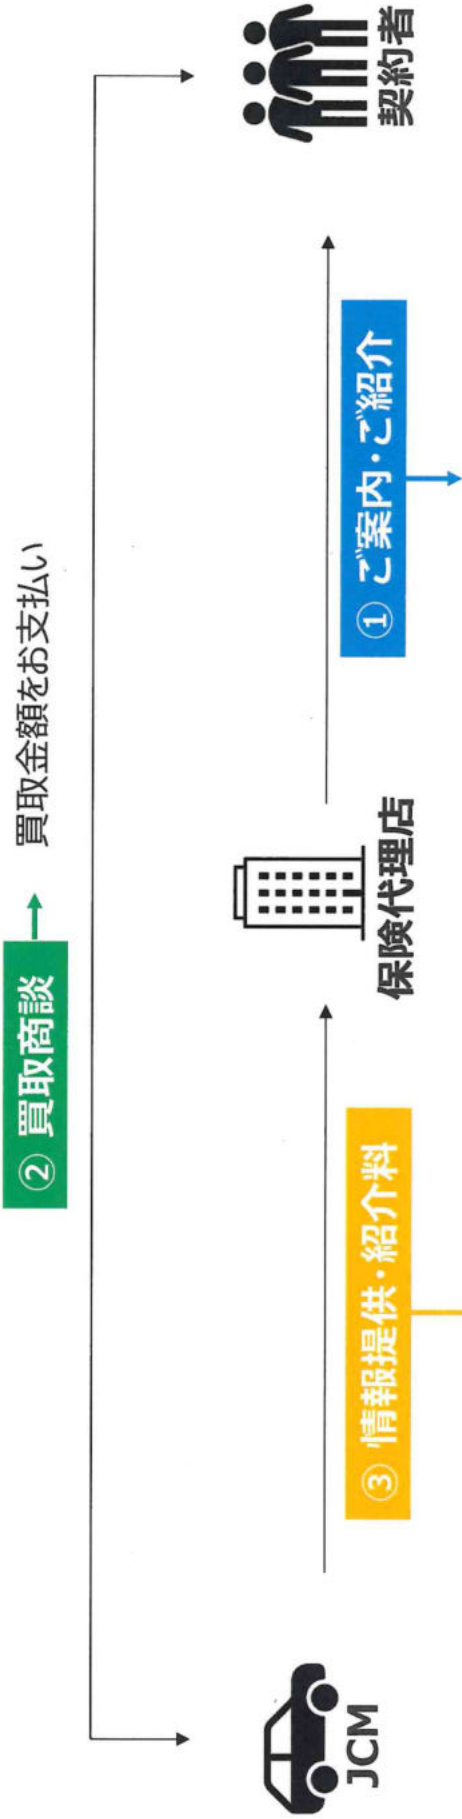 ② 買取商談
買取金額をお支払い
JCM
③ 情報提供・紹介料
保険代理店
① ご案内・ご紹介
契約者